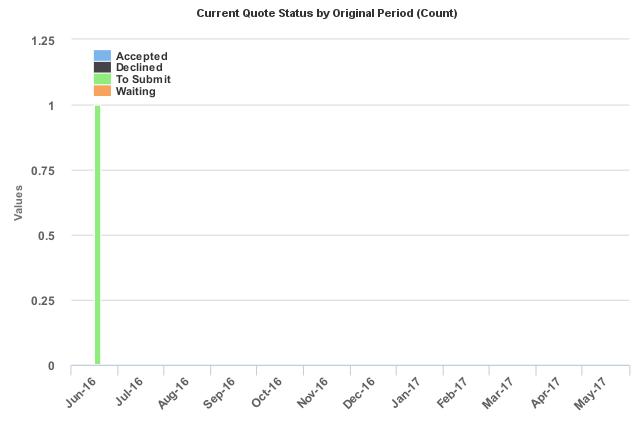 Current Quote Status by Original Period (Count)
1.25
Accepted
Declined
To Submit
Waiting
1
0.75
Values
0.5
0.25
0
Jun-16 Jul-16 Aug-16 Sep-16 Oct-16 Nov-16 Dec-16 Jan-17 Feb-17 Mar-17 Apr-17 May-17